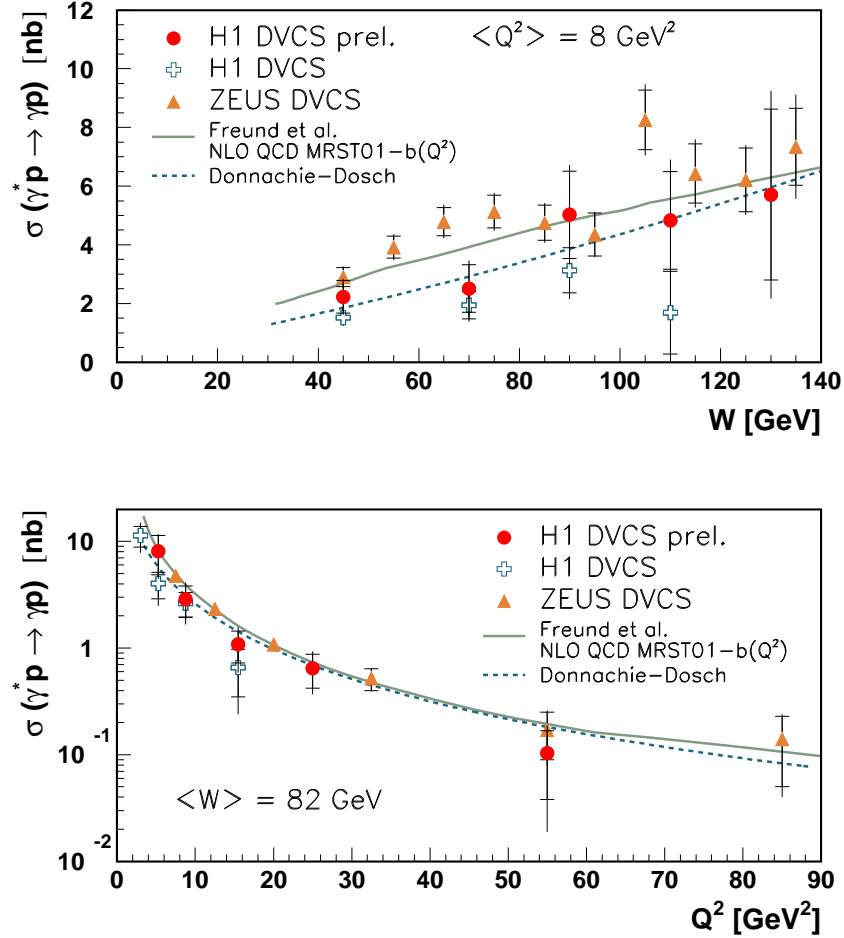 H1 DVCS prel.
<Q²> = 8 GeV²
H1 DVCS
ZEUS DVCS
Freund et al.
NLO QCD MRST01−b(Q²)
Donnachie−Dosch
σ (γ* p → γp) [nb]
12
10
8
6
4
2
0
0 20 40 60 80 100 120 140
W [GeV]
H1 DVCS prel.
H1 DVCS
ZEUS DVCS
Freund et al.
NLO QCD MRST01−b(Q²)
Donnachie−Dosch
<W> = 82 GeV
σ (γ* p → γp) [nb]
10
1
10⁻¹
10⁻²
0 10 20 30 40 50 60 70 80 90
Q² [GeV²]